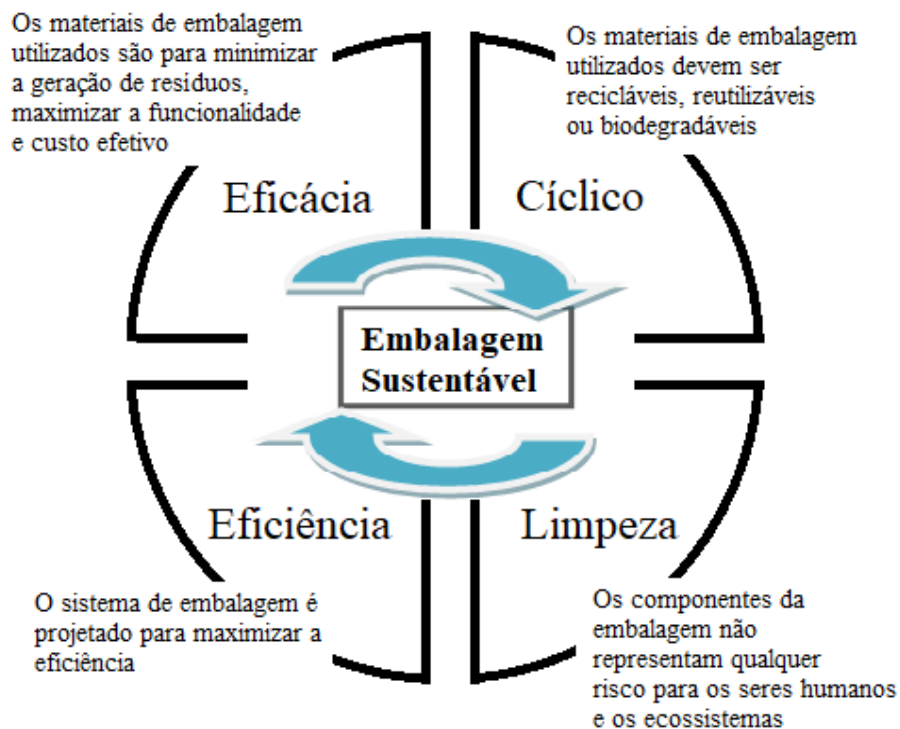 Os materiais de embalagem
utilizados são para minimizar
a geração de resíduos,
maximizar a funcionalidade
e custo efetivo
Eficácia
Os materiais de embalagem
utilizados devem ser
recicláveis, reutilizáveis
ou biodegradáveis
Cíclico
Embalagem
Sustentável
Eficiência
O sistema de embalagem é
projetado para maximizar a
eficiência
Limpeza
Os componentes da
embalagem não
representam qualquer
risco para os seres humanos
e os ecossistemas